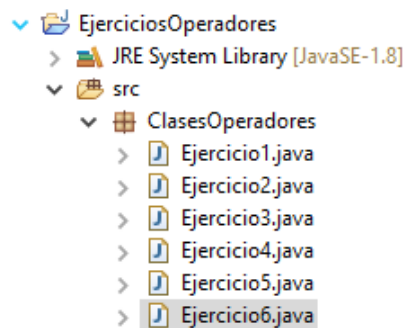 EjerciciosOperadores
JRE System Library [JavaSE-1.8]
src
ClasesOperadores
Ejercicio1.java
Ejercicio2.java
Ejercicio3.java
Ejercicio4.java
Ejercicio5.java
Ejercicio6.java